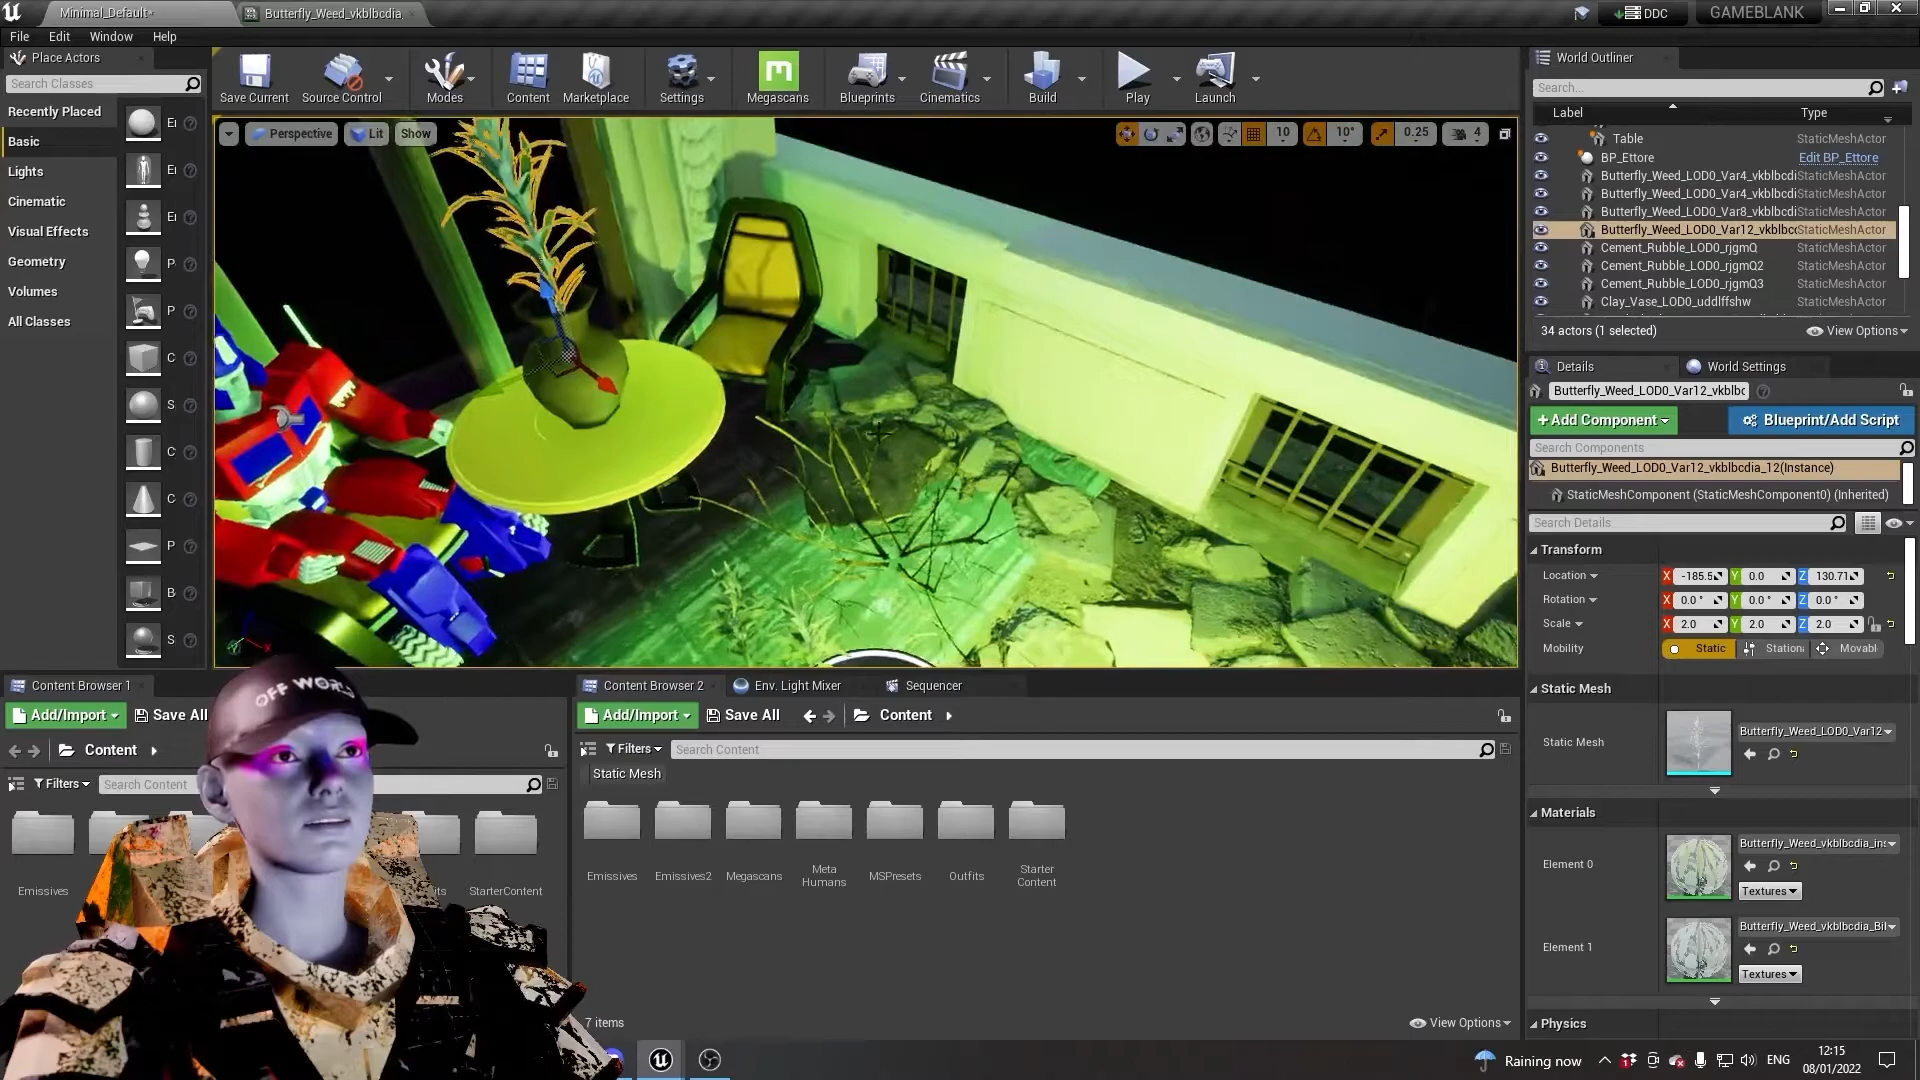 Minimal_Default*
Butterfly_Weed_vkblbcdia
DDC
GAMEBLANK
File Edit Window Help
Place Actors
Search Classes
Recently Placed
Basic
Lights
Cinematic
Visual Effects
Geometry
Volumes
All Classes
Save Current
Source Control
Modes
Content
Marketplace
Settings
Megascans
Blueprints
Cinematics
Build
Play
Launch
Perspective
Lit
Show
10
10°
0.25
4
World Outliner
Search...
Label Type
Table StaticMeshActor
BP_Ettore Edit BP_Ettore
Butterfly_Weed_LOD0_Var4_vkblbcdi StaticMeshActor
Butterfly_Weed_LOD0_Var4_vkblbcdi StaticMeshActor
Butterfly_Weed_LOD0_Var8_vkblbcdi StaticMeshActor
Butterfly_Weed_LOD0_Var12_vkblbc StaticMeshActor
Cement_Rubble_LOD0_rjgmQ StaticMeshActor
Cement_Rubble_LOD0_rjgmQ2 StaticMeshActor
Cement_Rubble_LOD0_rjgmQ3 StaticMeshActor
Clay_Vase_LOD0_uddlffshw StaticMeshActor
34 actors (1 selected)
View Options
Details
World Settings
Butterfly_Weed_LOD0_Var12_vkblbc
+Add Component
Blueprint/Add Script
Search Components
Butterfly_Weed_LOD0_Var12_vkblbcdia_12(Instance)
StaticMeshComponent (StaticMeshComponent0) (Inherited)
Search Details
Transform
Location X -185.5 Y 0.0 Z 130.71
Rotation X 0.0° Y 0.0° Z 0.0°
Scale X 2.0 Y 2.0 Z 2.0
Mobility Static Stationa Movabl
Static Mesh
Static Mesh
Butterfly_Weed_LOD0_Var12
Materials
Element 0
Butterfly_Weed_vkblbcdia_ins
Textures
Element 1
Butterfly_Weed_vkblbcdia_Bil
Textures
Physics
Content Browser 1
Add/Import
Save All
Content
Filters
Search Content
Emissives
StarterContent
OFF WORLD
Content Browser 2
Env. Light Mixer
Sequencer
Add/Import
Save All
Content
Filters
Search Content
Static Mesh
Emissives
Emissives2
Megascans
Meta Humans
MSPresets
Outfits
Starter Content
7 items
View Options
Raining now
ENG
12:15
08/01/2022